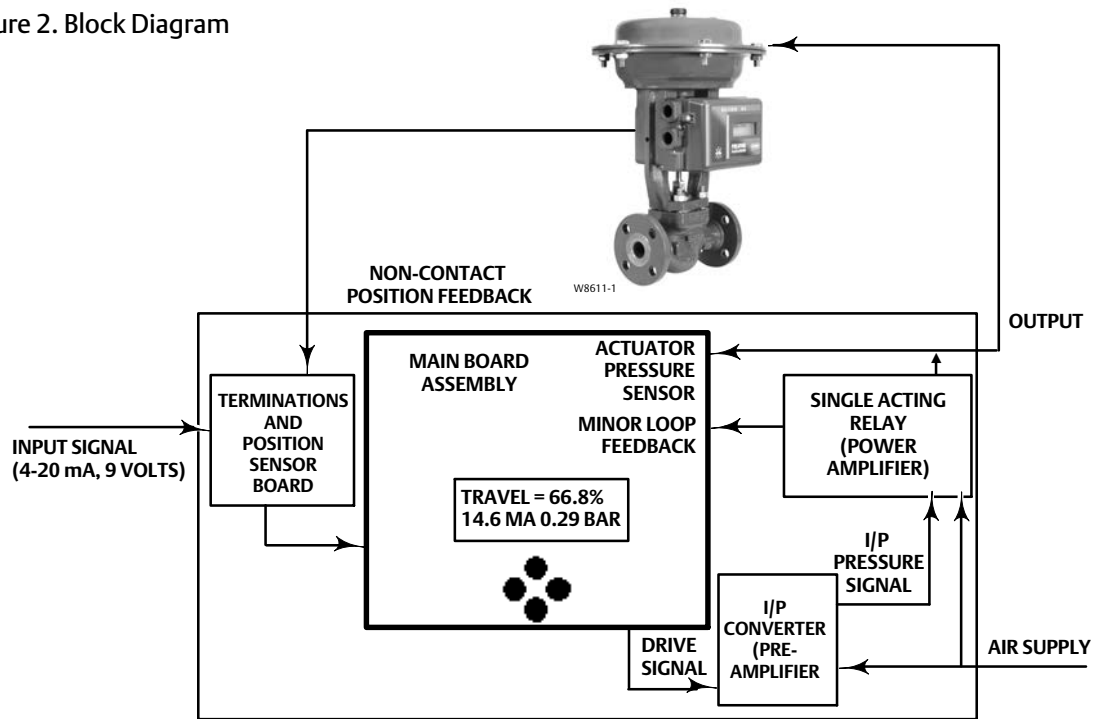 ure 2. Block Diagram
W8611-1
NON-CONTACT
POSITION FEEDBACK
OUTPUT
MAIN BOARD
ASSEMBLY
ACTUATOR
PRESSURE
SENSOR
MINOR LOOP
FEEDBACK
SINGLE ACTING
RELAY
(POWER
AMPLIFIER)
TERMINATIONS
AND
POSITION
SENSOR
BOARD
INPUT SIGNAL
(4-20 mA, 9 VOLTS)
TRAVEL = 66.8%
14.6 MA 0.29 BAR
I/P
PRESSURE
SIGNAL
I/P
CONVERTER
(PRE-
AMPLIFIER
DRIVE
SIGNAL
AIR SUPPLY